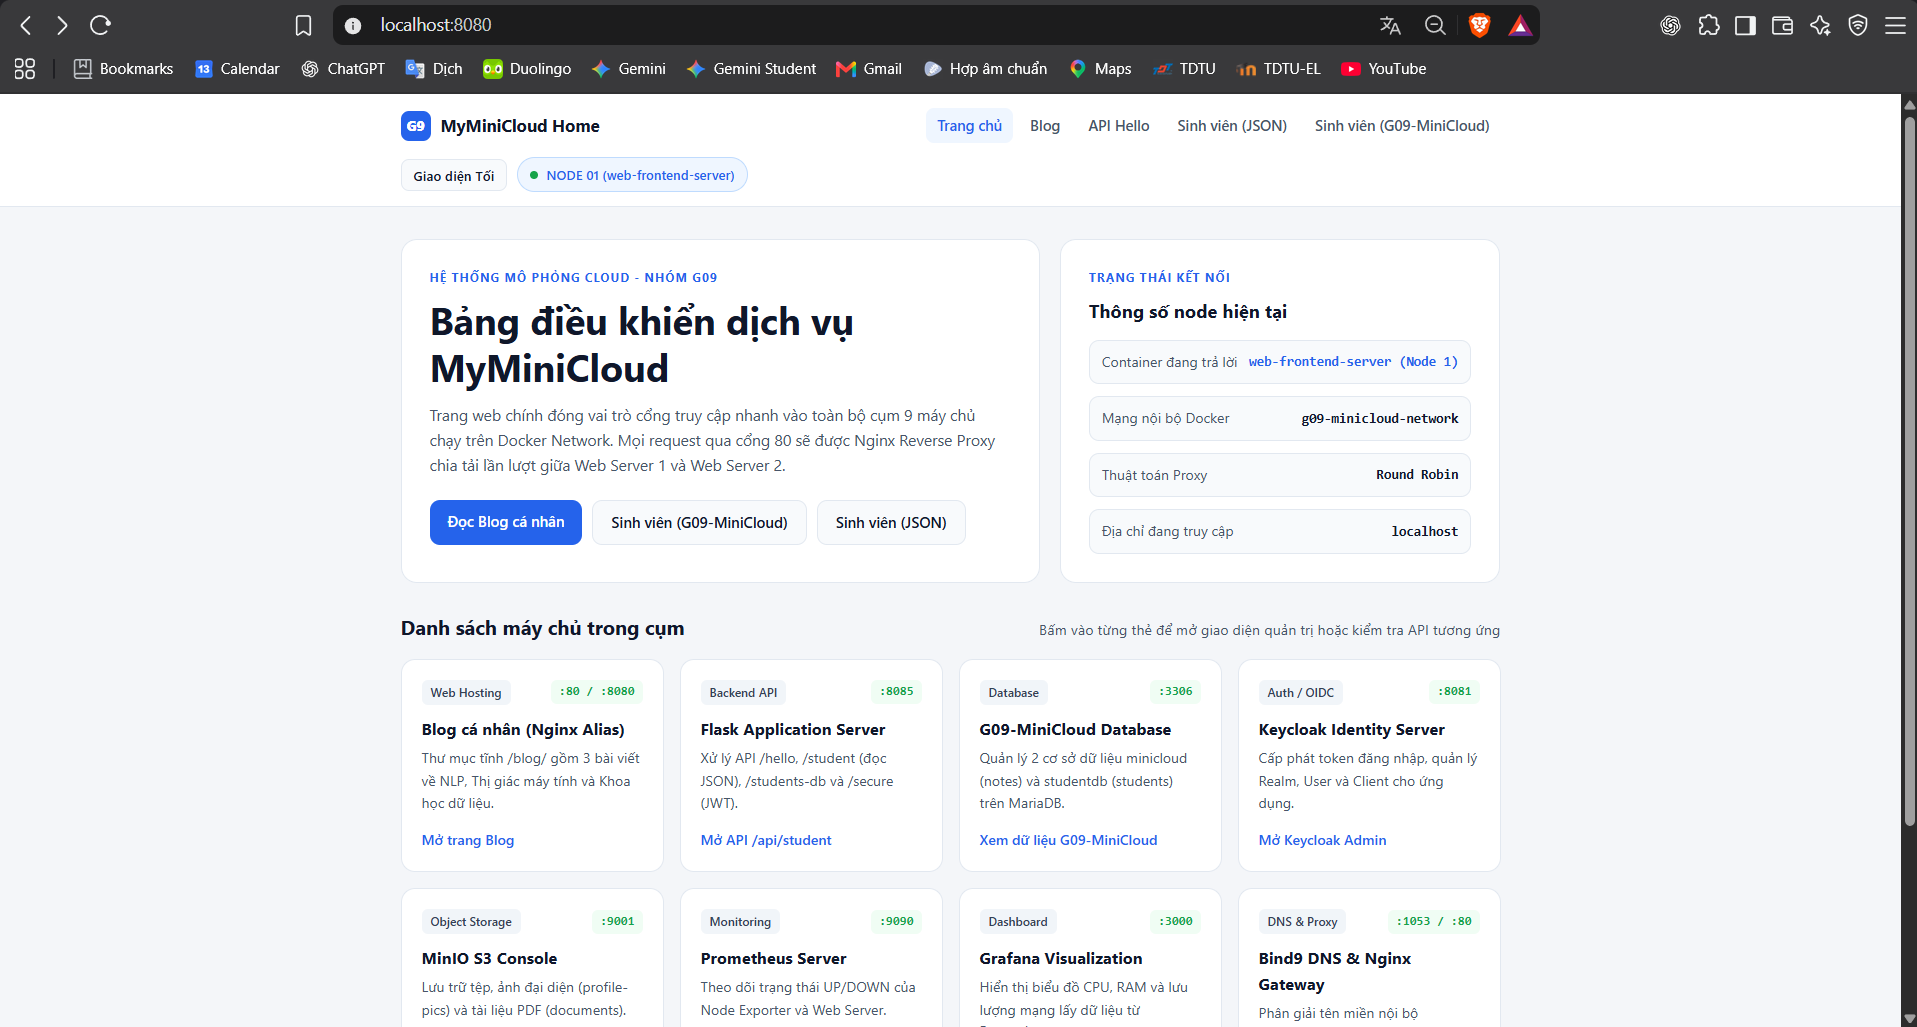 localhost:8080
Bookmarks
13 Calendar
ChatGPT
Dịch
Duolingo
Gemini
Gemini Student
Gmail
Hợp âm chuẩn
Maps
TDTU
TDTU-EL
YouTube
G9 MyMiniCloud Home
Trang chủ
Blog
API Hello
Sinh viên (JSON)
Sinh viên (G09-MiniCloud)
Giao diện Tối
NODE 01 (web-frontend-server)
HỆ THỐNG MÔ PHỎNG CLOUD - NHÓM G09
Bảng điều khiển dịch vụ
MyMiniCloud
Trang web chính đóng vai trò cổng truy cập nhanh vào toàn bộ cụm 9 máy chủ
chạy trên Docker Network. Mọi request qua cổng 80 sẽ được Nginx Reverse Proxy
chia tải lần lượt giữa Web Server 1 và Web Server 2.
Đọc Blog cá nhân
Sinh viên (G09-MiniCloud)
Sinh viên (JSON)
TRẠNG THÁI KẾT NỐI
Thông số node hiện tại
Container đang trả lời web-frontend-server (Node 1)
Mạng nội bộ Docker g09-minicloud-network
Thuật toán Proxy Round Robin
Địa chỉ đang truy cập localhost
Danh sách máy chủ trong cụm
Bấm vào từng thẻ để mở giao diện quản trị hoặc kiểm tra API tương ứng
Web Hosting :80 / :8080
Blog cá nhân (Nginx Alias)
Thư mục tĩnh /blog/ gồm 3 bài viết
về NLP, Thị giác máy tính và Khoa
học dữ liệu.
Mở trang Blog
Backend API :8085
Flask Application Server
Xử lý API /hello, /student (đọc
JSON), /students-db và /secure
(JWT).
Mở API /api/student
Database :3306
G09-MiniCloud Database
Quản lý 2 cơ sở dữ liệu minicloud
(notes) và studentdb (students)
trên MariaDB.
Xem dữ liệu G09-MiniCloud
Auth / OIDC :8081
Keycloak Identity Server
Cấp phát token đăng nhập, quản lý
Realm, User và Client cho ứng
dụng.
Mở Keycloak Admin
Object Storage :9001
MinIO S3 Console
Lưu trữ tệp, ảnh đại diện (profile-
pics) và tài liệu PDF (documents).
Monitoring :9090
Prometheus Server
Theo dõi trạng thái UP/DOWN của
Node Exporter và Web Server.
Dashboard :3000
Grafana Visualization
Hiển thị biểu đồ CPU, RAM và lưu
lượng mạng lấy dữ liệu từ
DNS & Proxy :1053 / :80
Bind9 DNS & Nginx
Gateway
Phân giải tên miền nội bộ